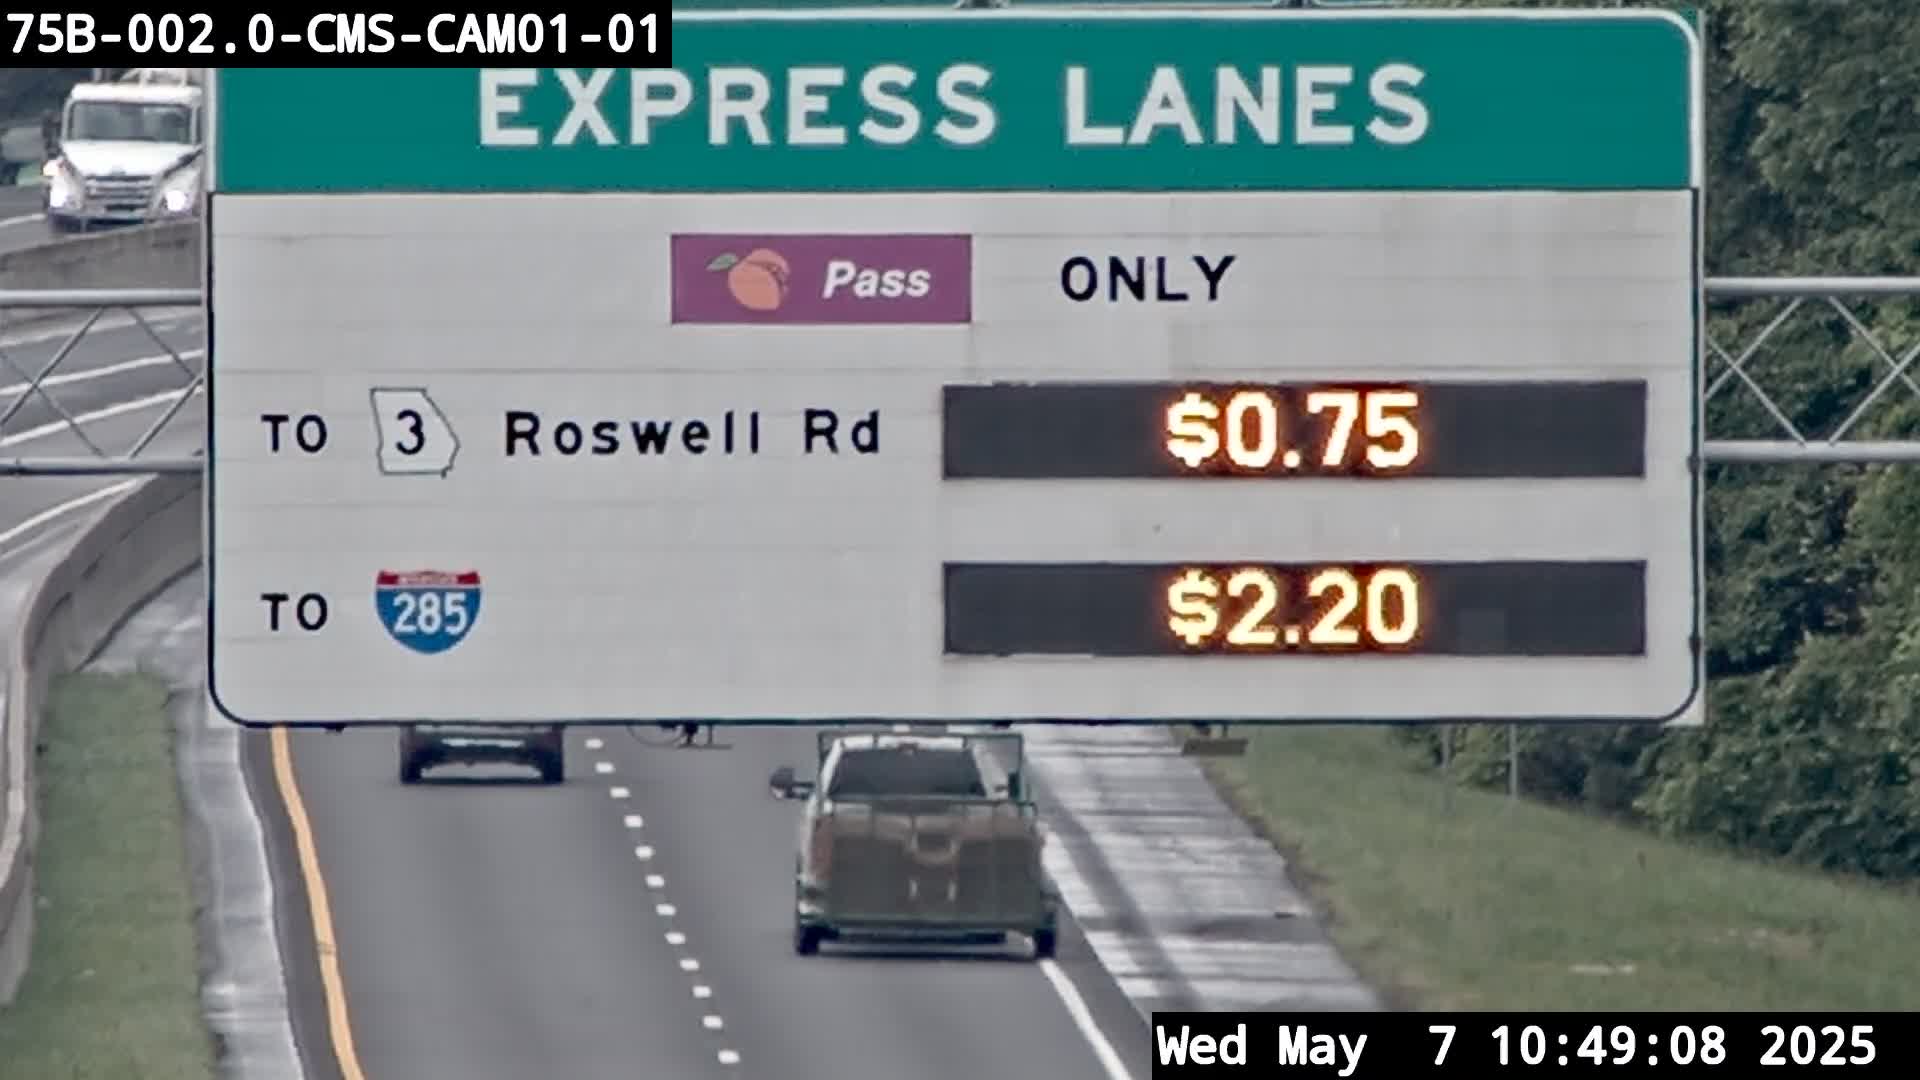 75B-002.0-CMS-CAM01-01
EXPRESS LANES
Pass ONLY
TO 3 Roswell Rd $0.75
TO 285 $2.20
Wed May 7 10:49:08 2025